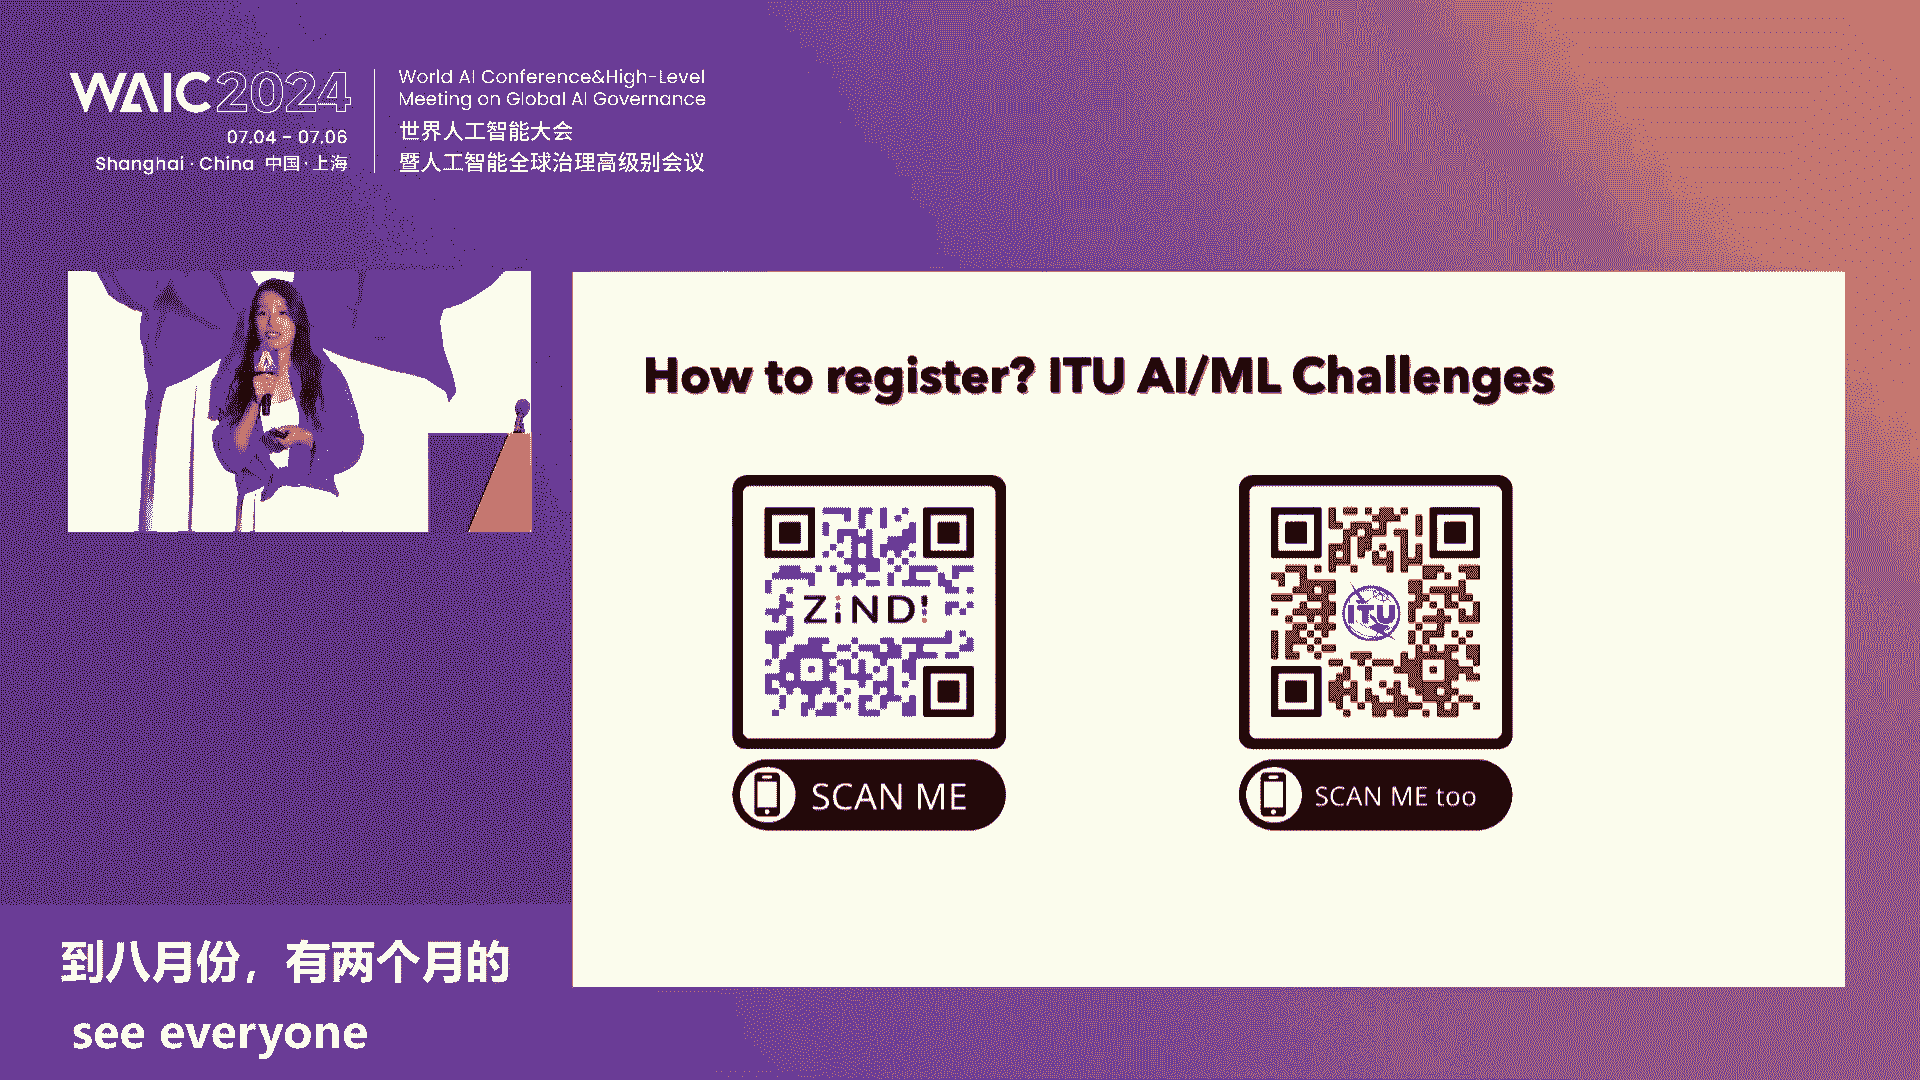 WAIC2024
07.04 - 07.06
Shanghai · China 中国·上海
World AI Conference&High-Level
Meeting on Global AI Governance
世界人工智能大会
暨人工智能全球治理高级别会议
How to register? ITU AI/ML Challenges
ZiNDI
ITU
SCAN ME
SCAN ME too
到八月份，有两个月的
see everyone